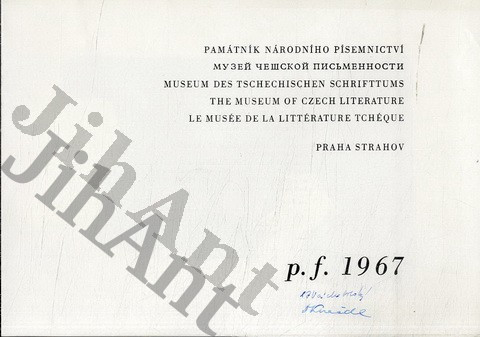 PAMÁTNÍK NÁRODNÍHO PÍSEMNICTVÍ
МУЗЕЙ ЧЕШСКОЙ ПИСЬМЕННОСТИ
MUSEUM DES TSCHECHISCHEN SCHRIFTTUMS
THE MUSEUM OF CZECH LITERATURE
LE MUSÉE DE LA LITTÉRATURE TCHÉQUE
PRAHA STRAHOV
JihAnt
JihAnt
p. f. 1967